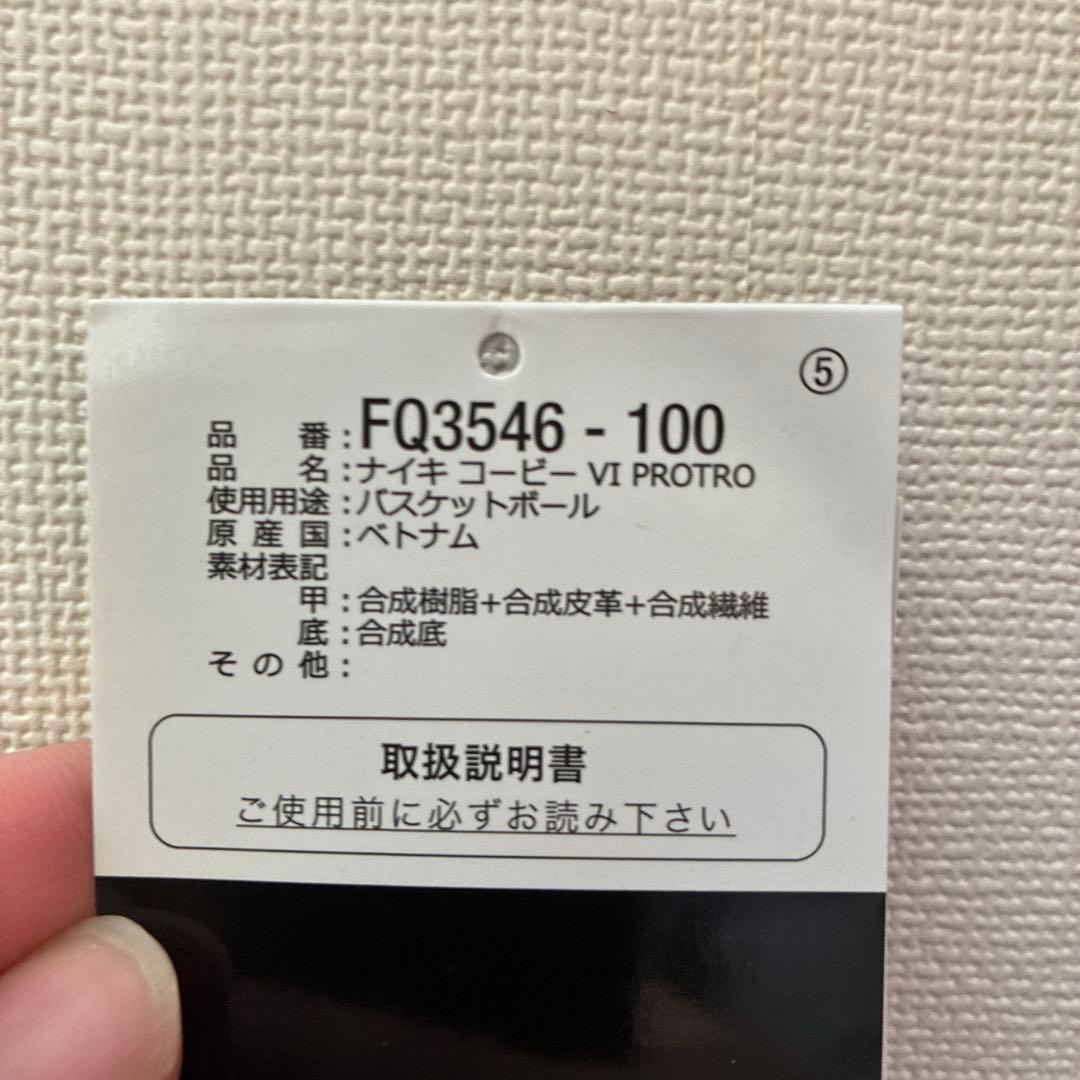 ⑤
品番:FQ3546 - 100
品名:ナイキ コービー VI PROTRO
使用用途:バスケットボール
原産国:ベトナム
素材表記
甲:合成樹脂+合成皮革+合成繊維
底:合成底
その他:
取扱説明書
ご使用前に必ずお読み下さい